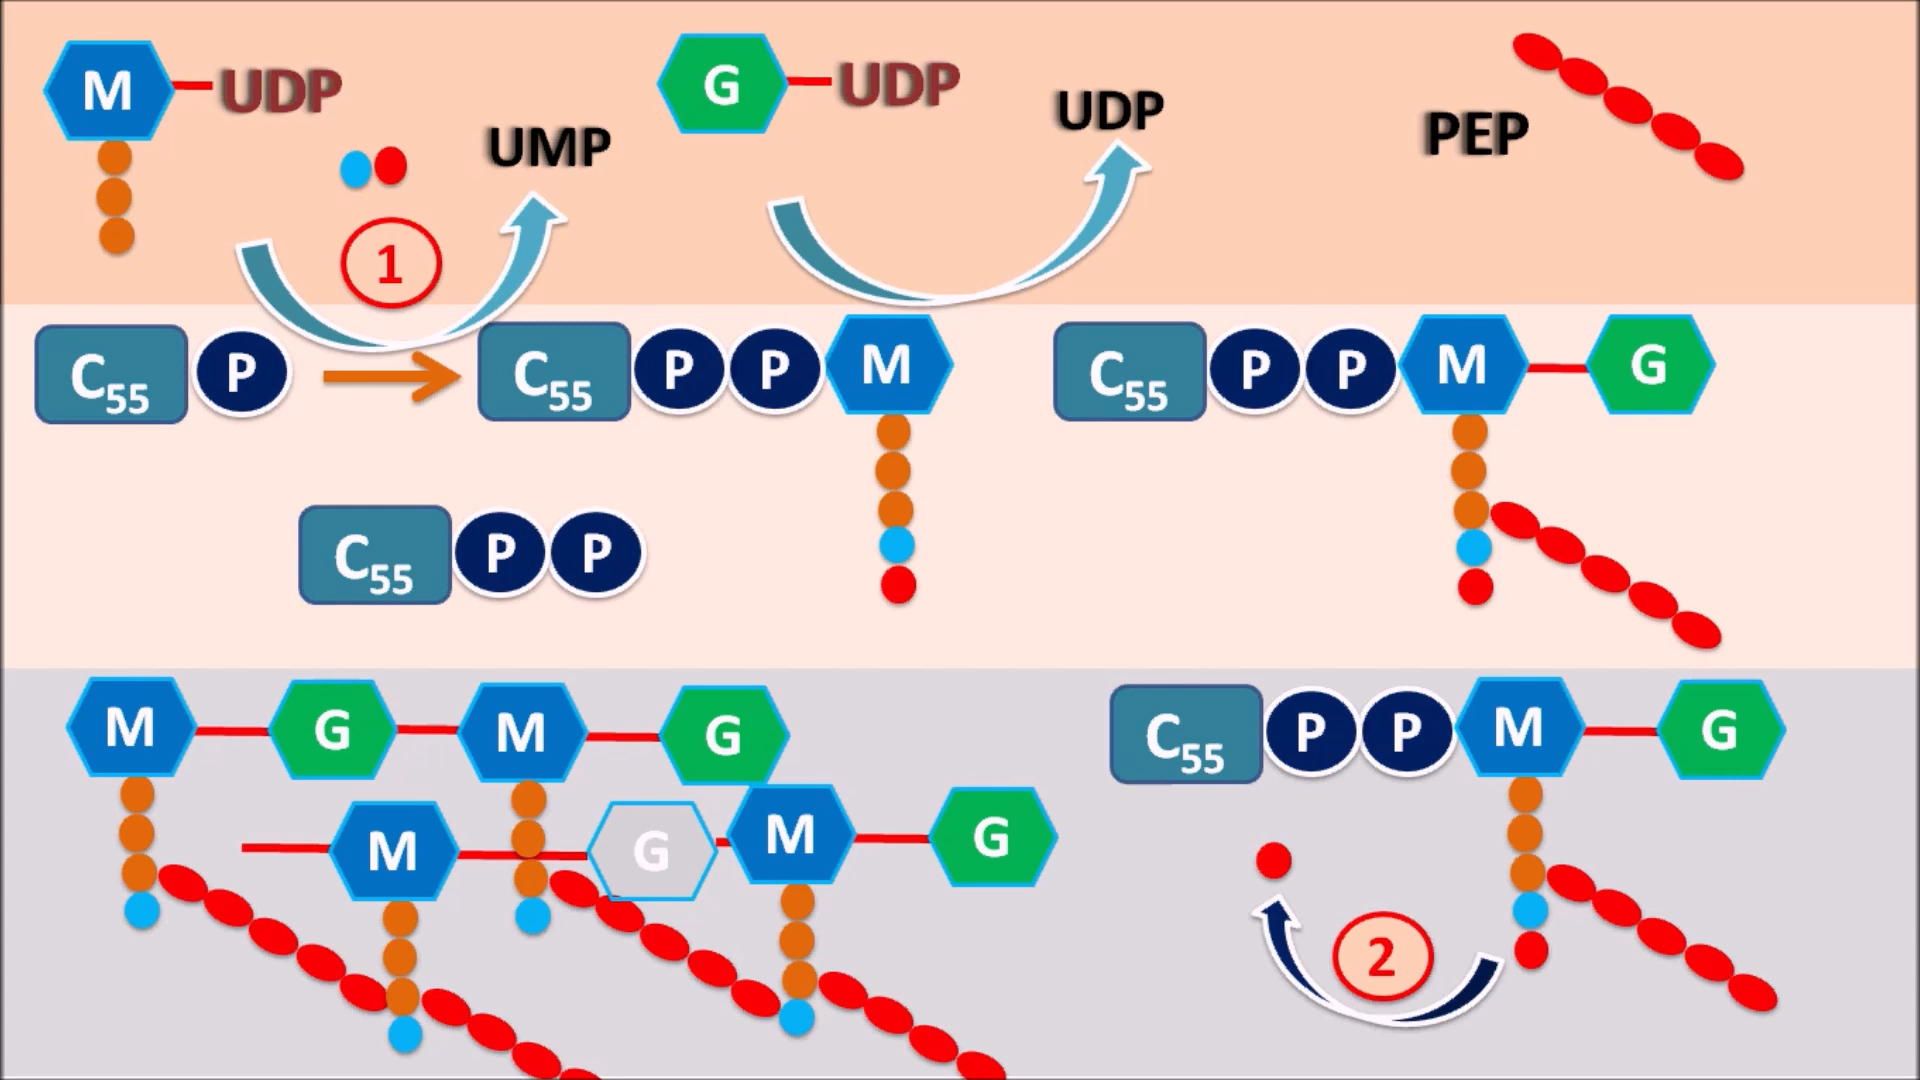 M UDP
G UDP
UDP
PEP
UMP
1
C55 P
C55 P P M
C55 P P M G
C55 P P
M G M G
C55 P P M G
M G M G
2